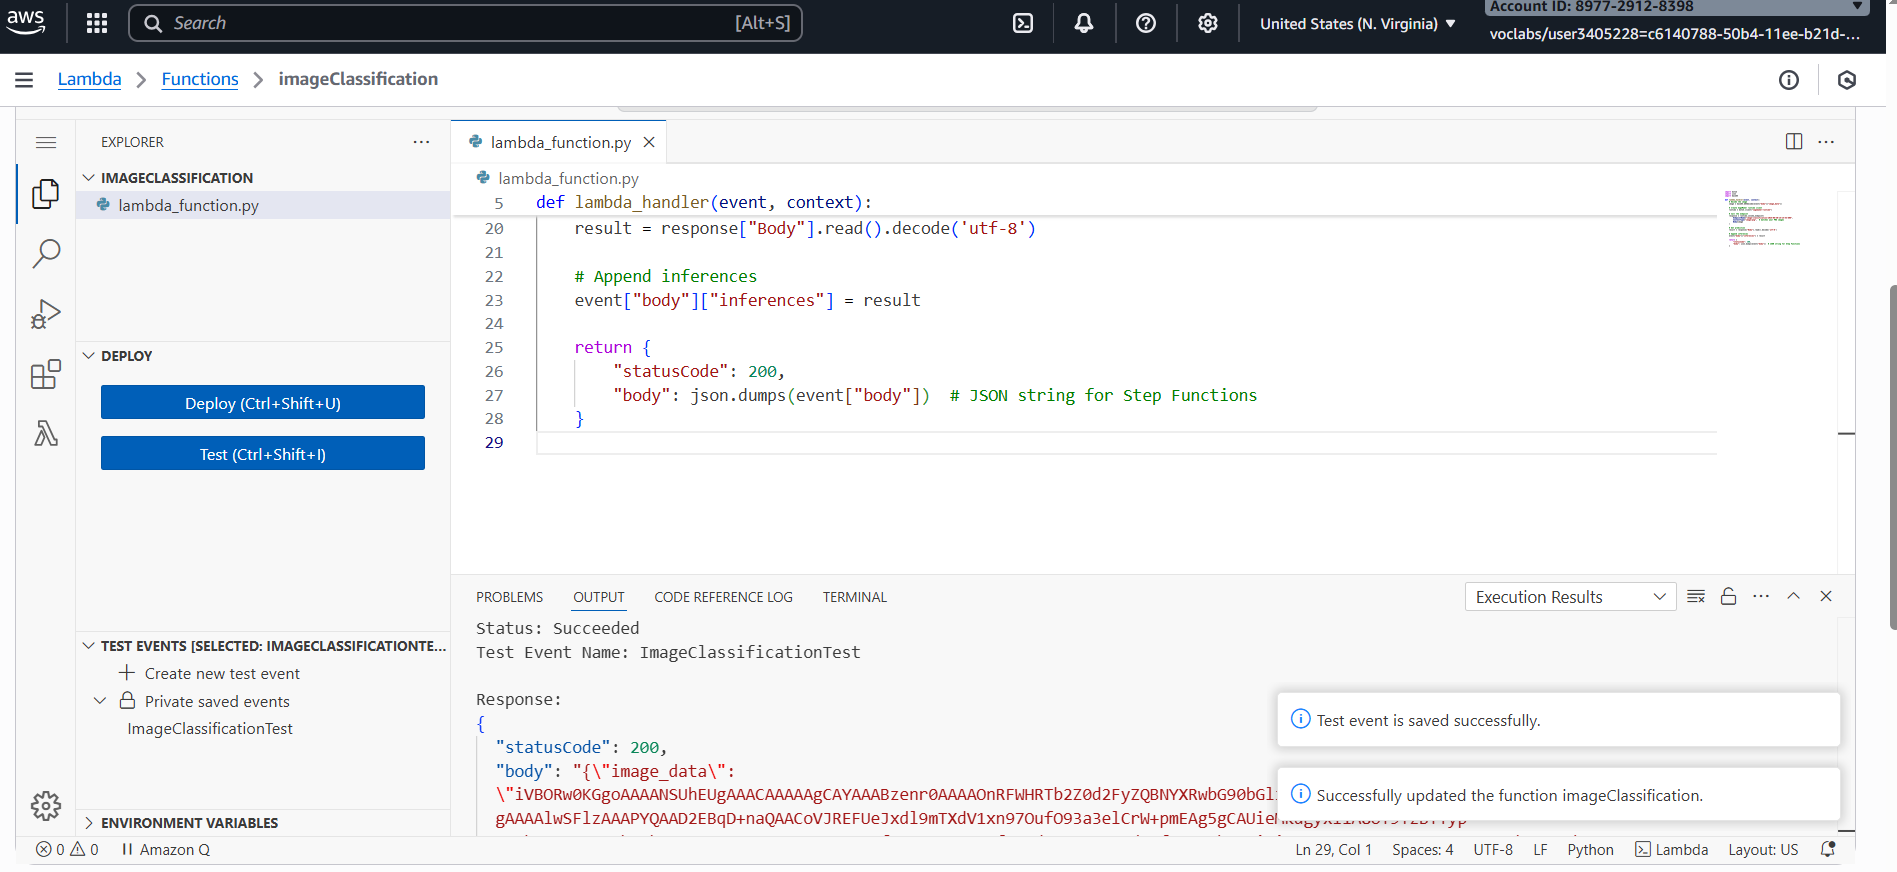 aws
Search
[Alt+S]
United States (N. Virginia)
Account ID: 8977-2912-8398
voclabs/user3405228=c6140788-50b4-11ee-b21d-...
Lambda
Functions
imageClassification
EXPLORER
IMAGECLASSIFICATION
lambda_function.py
DEPLOY
Deploy (Ctrl+Shift+U)
Test (Ctrl+Shift+I)
TEST EVENTS [SELECTED: IMAGECLASSIFICATIONTE...
Create new test event
Private saved events
ImageClassificationTest
ENVIRONMENT VARIABLES
lambda_function.py
lambda_function.py
5 def lambda_handler(event, context):
20 result = response["Body"].read().decode('utf-8')
21
22 # Append inferences
23 event["body"]["inferences"] = result
24
25 return {
26 "statusCode": 200,
27 "body": json.dumps(event["body"])  # JSON string for Step Functions
28 }
29
PROBLEMS
OUTPUT
CODE REFERENCE LOG
TERMINAL
Execution Results
Status: Succeeded
Test Event Name: ImageClassificationTest
Response:
{
"statusCode": 200,
"body": "{\"image_data\":
Test event is saved successfully.
Successfully updated the function imageClassification.
0 0
Amazon Q
Ln 29, Col 1
Spaces: 4
UTF-8
LF
Python
Lambda
Layout: US